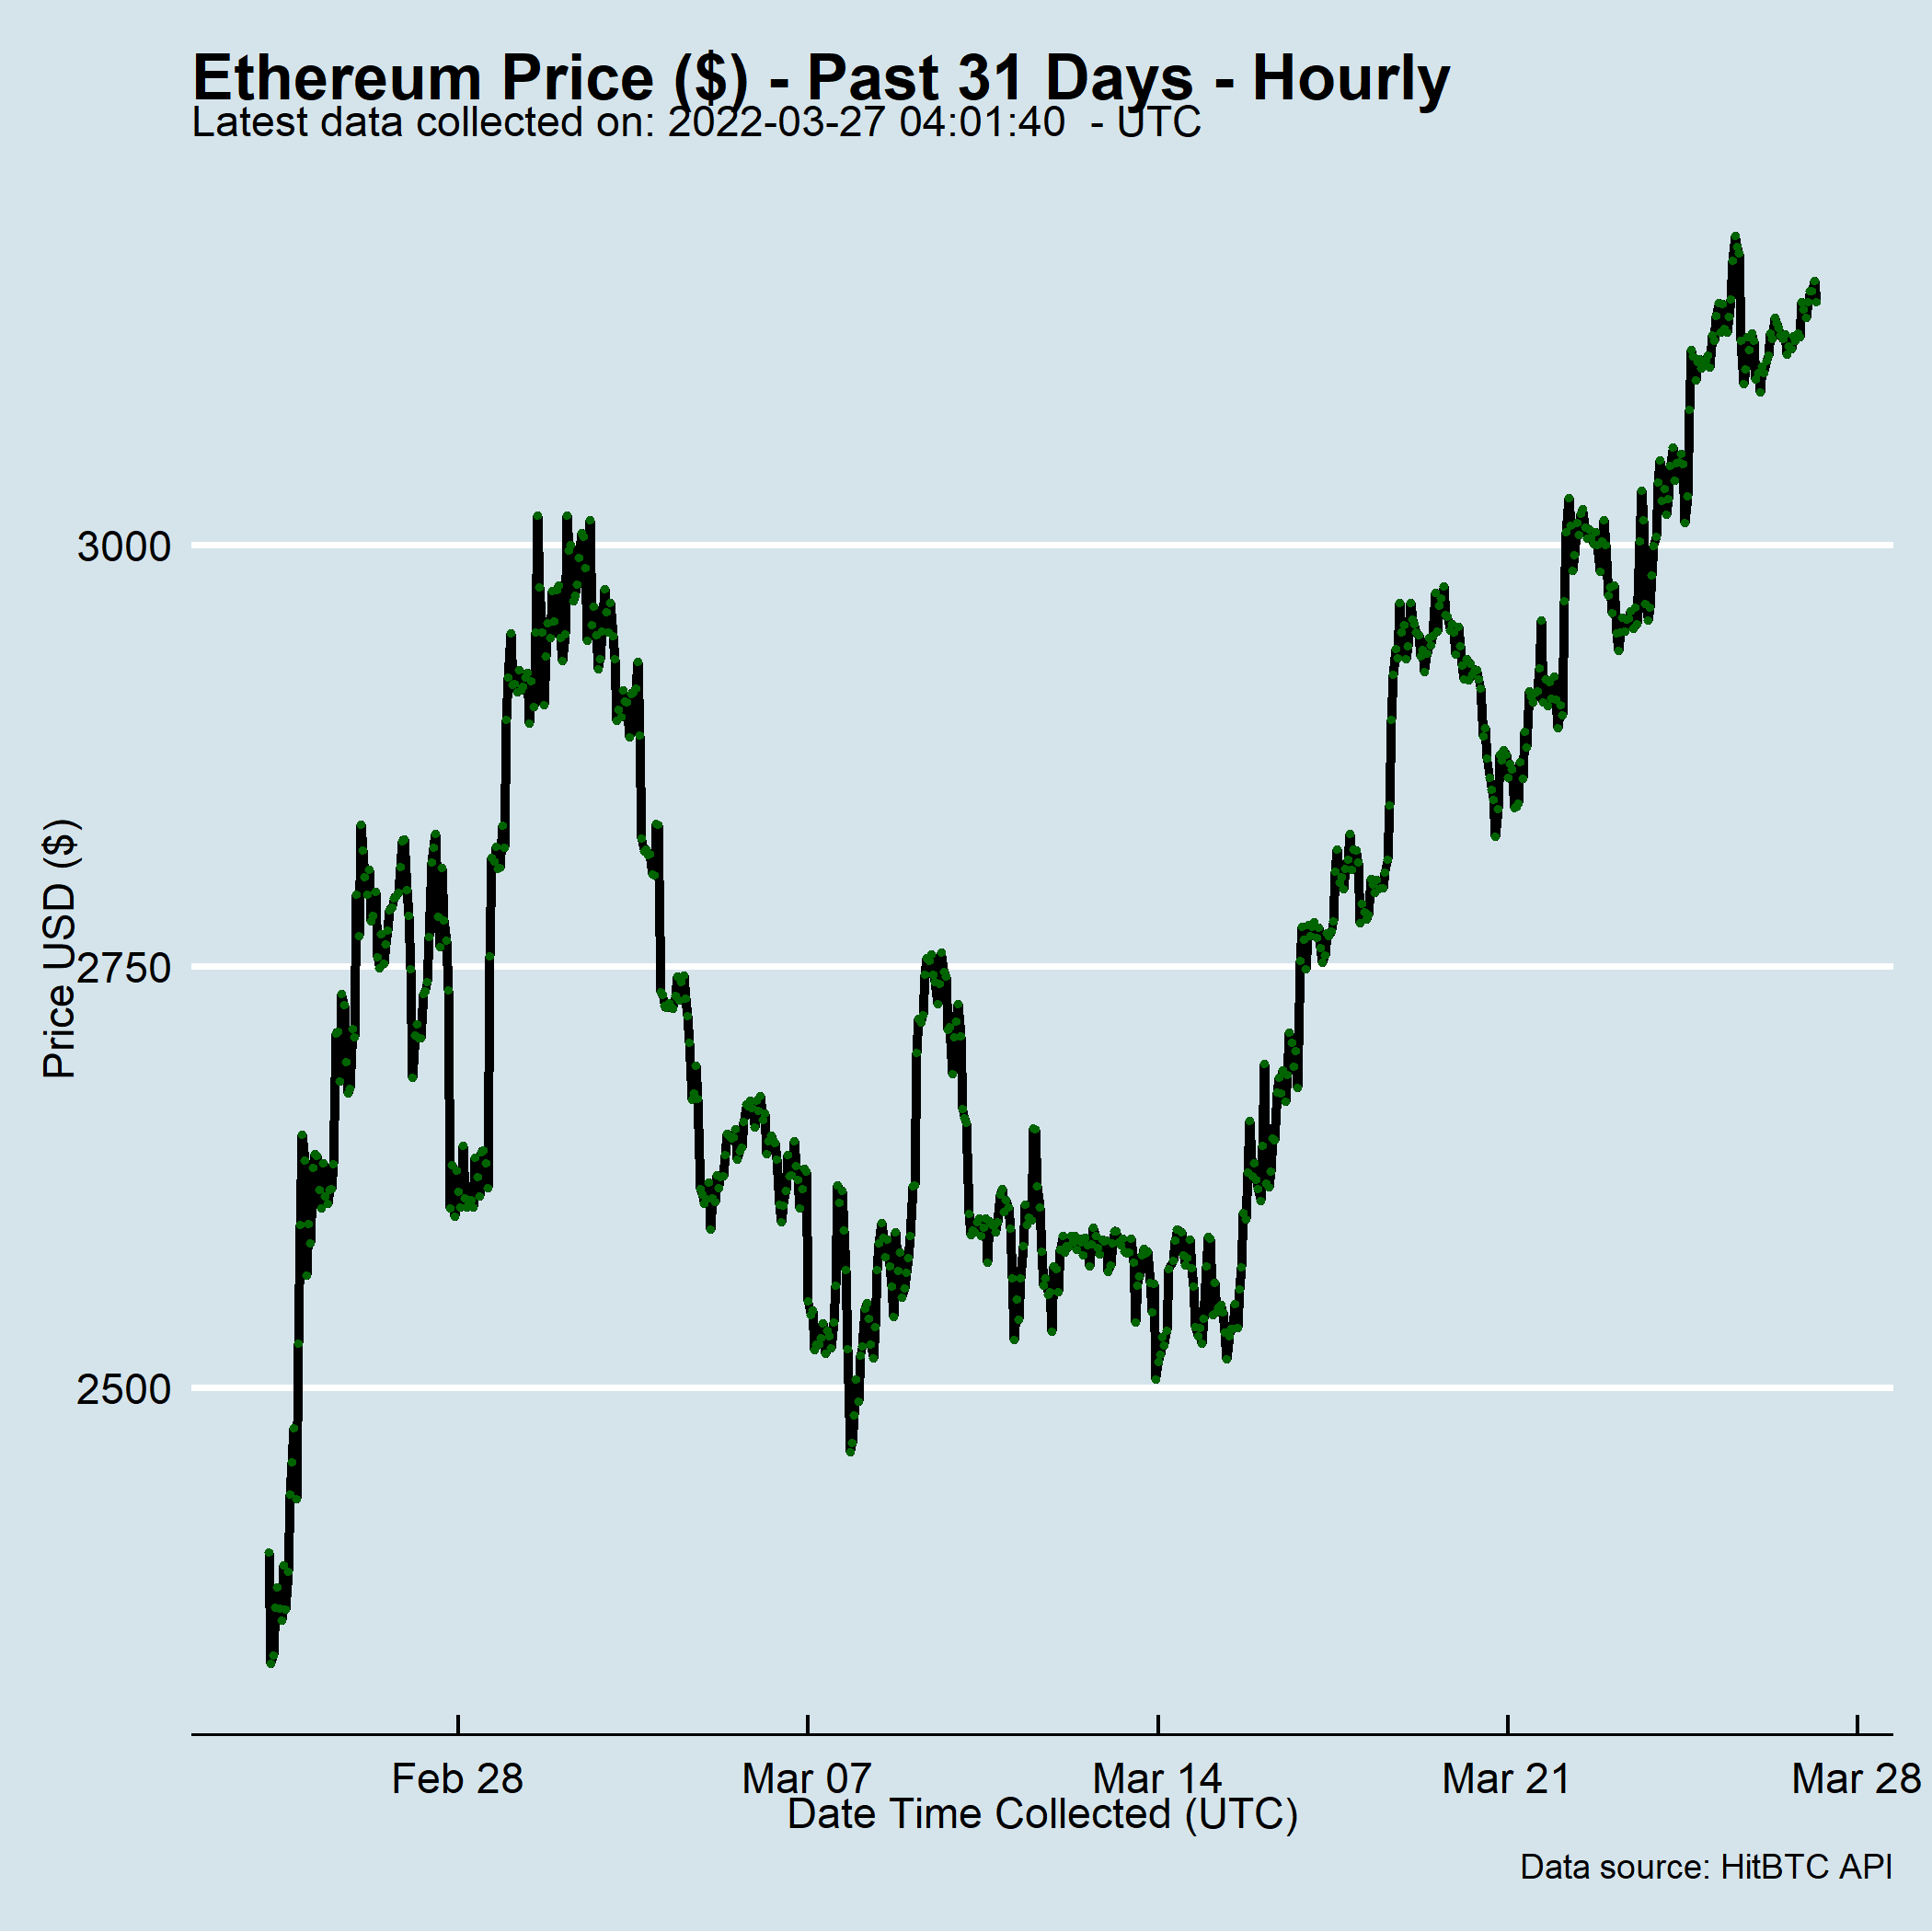 Ethereum Price ($) - Past 31 Days - Hourly
Latest data collected on: 2022-03-27 04:01:40  - UTC
Price USD ($)
3000
2750
2500
Feb 28
Mar 07
Mar 14
Mar 21
Mar 28
Date Time Collected (UTC)
Data source: HitBTC API